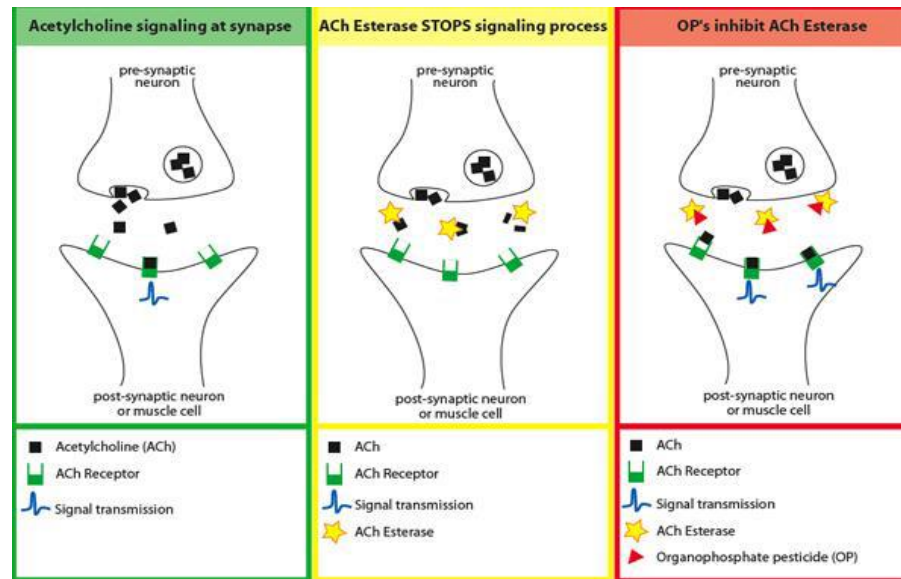 Acetylcholine signaling at synapse
pre-synaptic
neuron
post-synaptic neuron
or muscle cell
Acetylcholine (ACh)
ACh Receptor
Signal transmission
ACh Esterase STOPS signaling process
pre-synaptic
neuron
post-synaptic neuron
or muscle cell
ACh
ACh Receptor
Signal transmission
ACh Esterase
OP's inhibit ACh Esterase
pre-synaptic
neuron
post-synaptic neuron
or muscle cell
ACh
ACh Receptor
Signal transmission
ACh Esterase
Organophosphate pesticide (OP)